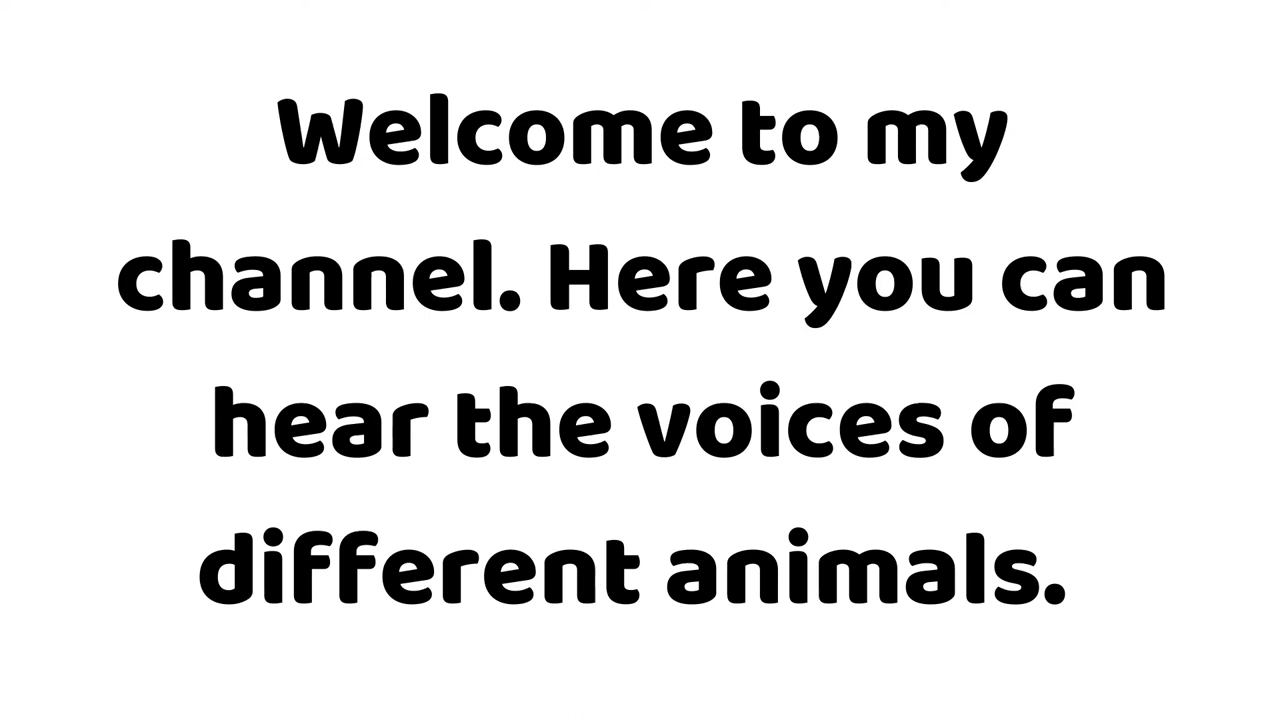 Welcome to my
channel. Here you can
hear the voices of
different animals.